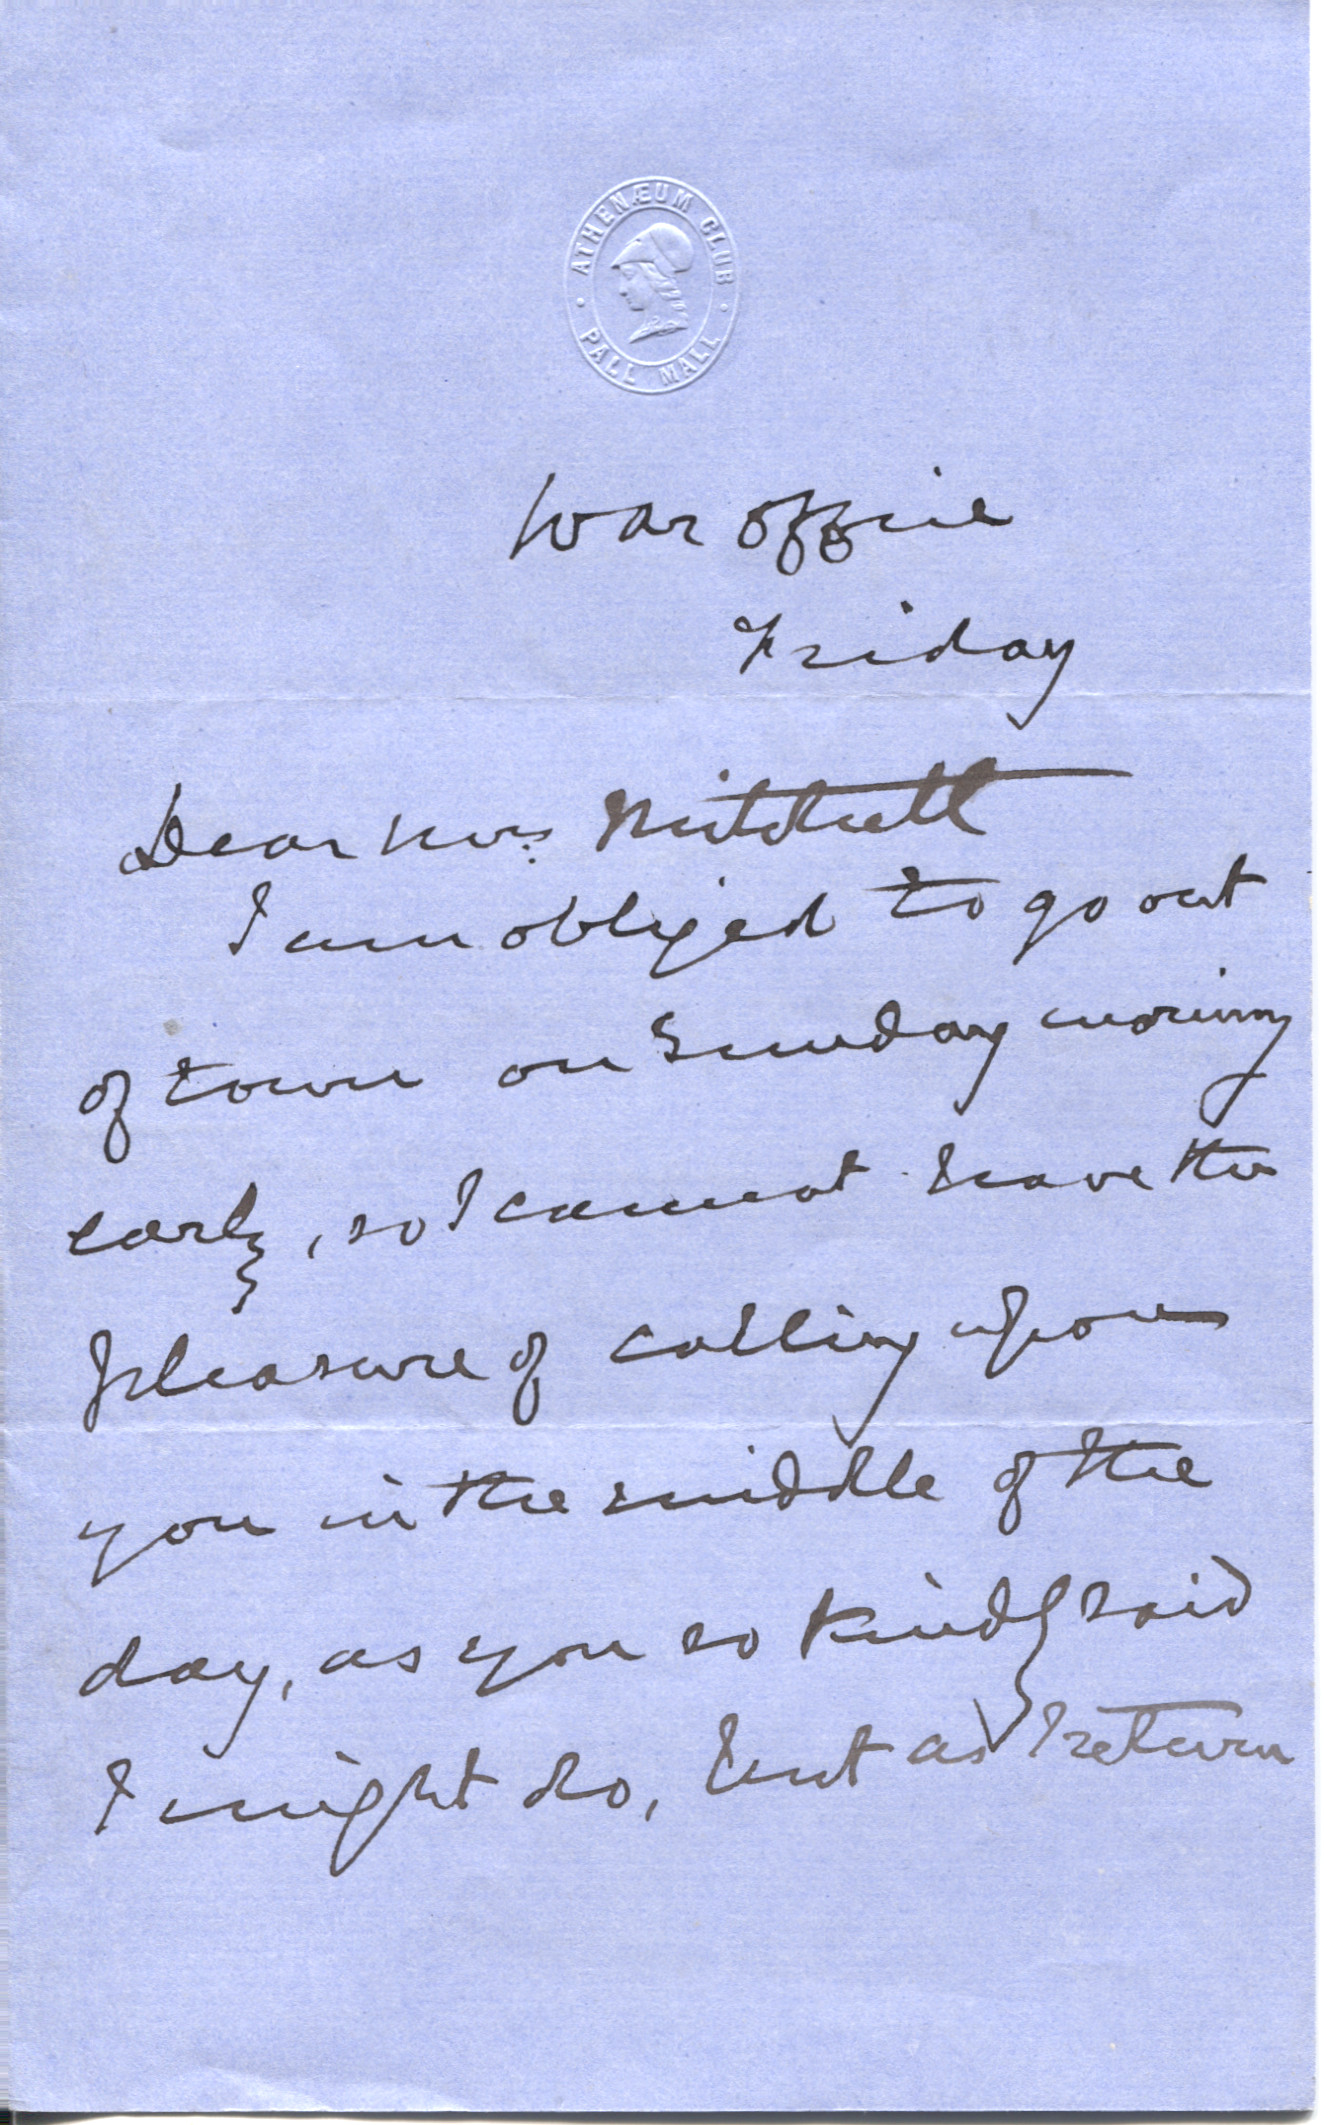 ATHENÆUM CLUB
PALL MALL
War Office
Friday
Dear Mrs. Mitchell
I am obliged to go out
of town on Sunday morning
early, so I cannot have the
pleasure of calling upon
you in the middle of the
day, as you so kindly said
I might do, but as I return